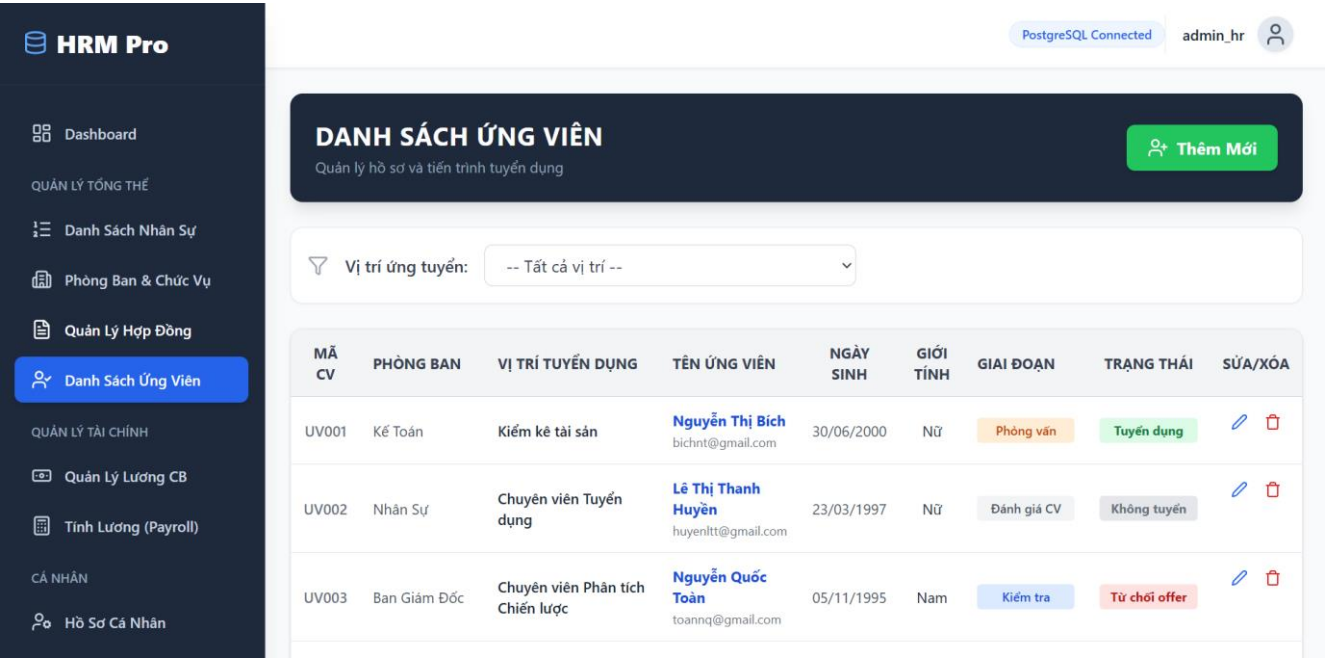 HRM Pro
PostgreSQL Connected
admin_hr
Dashboard
QUẢN LÝ TỔNG THỂ
Danh Sách Nhân Sự
Phòng Ban & Chức Vụ
Quản Lý Hợp Đồng
Danh Sách Ứng Viên
QUẢN LÝ TÀI CHÍNH
Quản Lý Lương CB
Tính Lương (Payroll)
CÁ NHÂN
Hồ Sơ Cá Nhân
DANH SÁCH ỨNG VIÊN
Quản lý hồ sơ và tiến trình tuyển dụng
Thêm Mới
Vị trí ứng tuyển:
-- Tất cả vị trí --
MÃ CV PHÒNG BAN VỊ TRÍ TUYỂN DỤNG TÊN ỨNG VIÊN NGÀY SINH GIỚI TÍNH GIAI ĐOẠN TRẠNG THÁI SỬA/XÓA
UV001 Kế Toán Kiểm kê tài sản Nguyễn Thị Bích 30/06/2000 Nữ Phỏng vấn Tuyển dụng
bichnt@gmail.com
UV002 Nhân Sự Chuyên viên Tuyển dụng Lê Thị Thanh Huyền 23/03/1997 Nữ Đánh giá CV Không tuyển
huyenltt@gmail.com
UV003 Ban Giám Đốc Chuyên viên Phân tích Chiến lược Nguyễn Quốc Toàn 05/11/1995 Nam Kiểm tra Từ chối offer
toannq@gmail.com